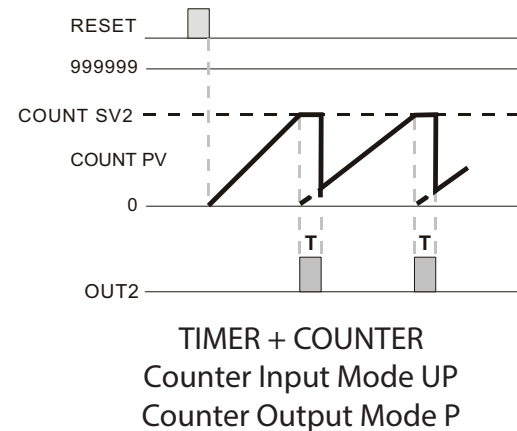 RESET
999999
COUNT SV2
COUNT PV
0
T T
OUT2
TIMER + COUNTER
Counter Input Mode UP
Counter Output Mode P